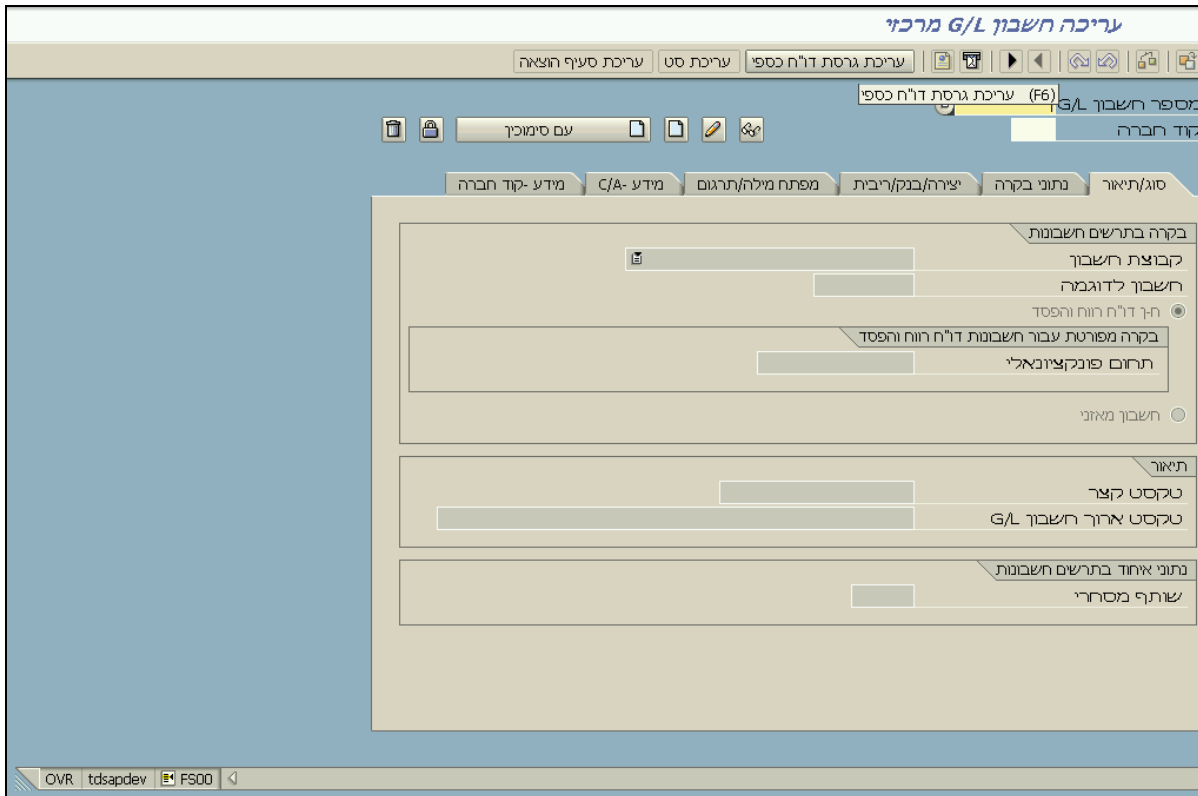 עריכה חשבון G/L מרכזי
עריכת גרסת דו"ח כספי עריכת סט עריכת סעיף הוצאה
עריכת גרסת דו"ח כספי (F6)
מספר חשבון G/L
קוד חברה
עם סימוכין
סוג/תיאור נתוני בקרה יצירה/בנק/ריבית מפתח מילה/תרגום מידע -C/A מידע -קוד חברה
בקרה בתרשים חשבונות
קבוצת חשבון
חשבון לדוגמה
ח-ן דו"ח רווח והפסד
בקרה מפורטת עבור חשבונות דו"ח רווח והפסד
תחום פונקציונאלי
חשבון מאזני
תיאור
טקסט קצר
טקסט ארוך חשבון G/L
נתוני איחוד בתרשים חשבונות
שותף מסחרי
OVR tdsapdev FS00